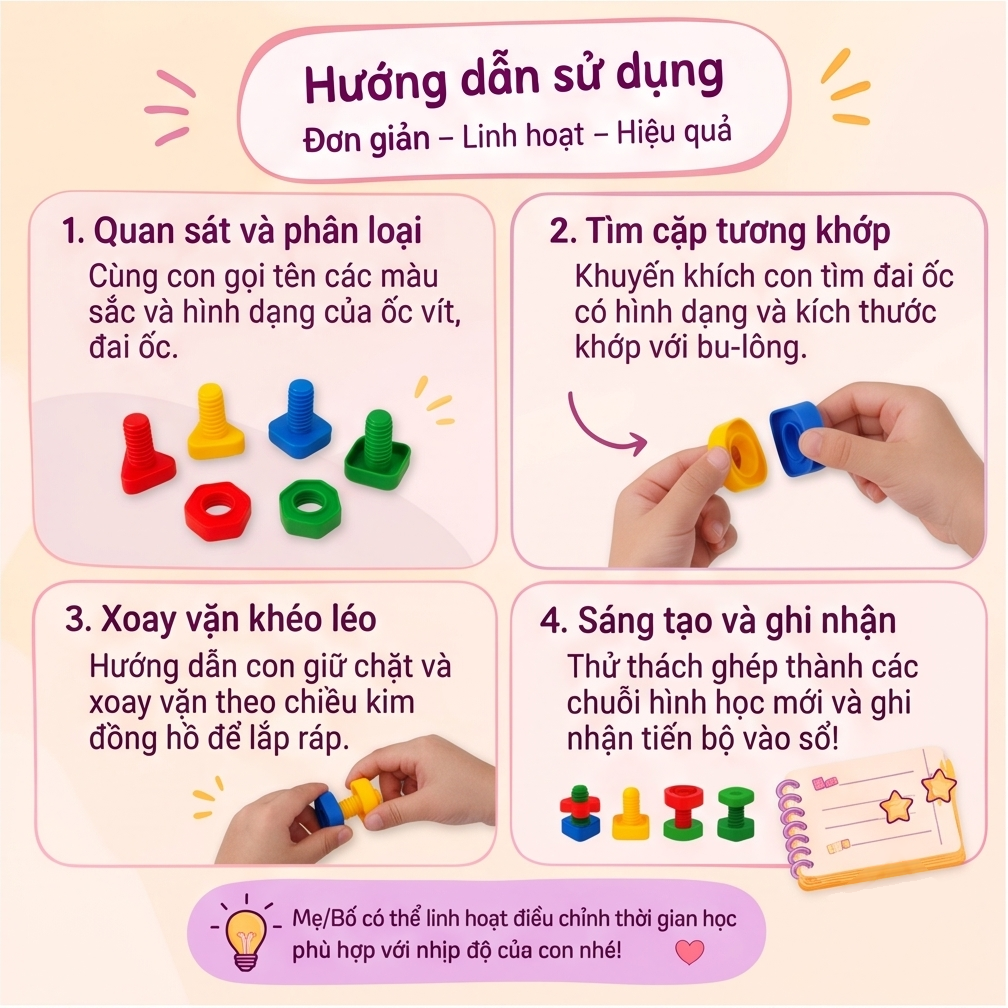 Hướng dẫn sử dụng
Đơn giản – Linh hoạt – Hiệu quả
1. Quan sát và phân loại
Cùng con gọi tên các màu
sắc và hình dạng của ốc vít,
đai ốc.
2. Tìm cặp tương khớp
Khuyến khích con tìm đai ốc
có hình dạng và kích thước
khớp với bu-lông.
3. Xoay vặn khéo léo
Hướng dẫn con giữ chặt và
xoay vặn theo chiều kim
đồng hồ để lắp ráp.
4. Sáng tạo và ghi nhận
Thử thách ghép thành các
chuỗi hình học mới và ghi
nhận tiến bộ vào sổ!
Mẹ/Bố có thể linh hoạt điều chỉnh thời gian học
phù hợp với nhịp độ của con nhé!